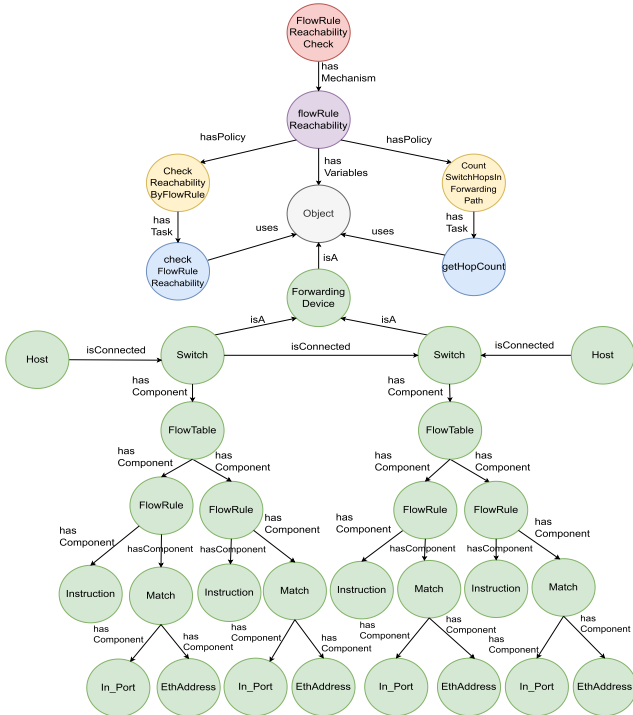 FlowRule
Reachability
Check
has
Mechanism
flowRule
Reachability
hasPolicy
hasPolicy
has
Variables
Check
Reachability
ByFlowRule
Count
SwitchHopsIn
Forwarding
Path
Object
has
Task
has
Task
uses
uses
check
FlowRule
Reachability
getHopCount
isA
Forwarding
Device
isA
isA
Host
isConnected
Switch
isConnected
Switch
isConnected
Host
has
Component
has
Component
FlowTable
FlowTable
has
Component
has
Component
has
Component
has
Component
FlowRule
FlowRule
FlowRule
FlowRule
has
Component
hasComponent
hasComponent
has
Component
has
Component
hasComponent
has
Component
has
Component
Instruction
Match
Instruction
Match
Instruction
Match
Instruction
Match
has
Component
has
Component
has
Component
has
Component
has
Component
has
Component
has
Component
has
Component
In_Port
EthAddress
In_Port
EthAddress
In_Port
EthAddress
In_Port
EthAddress